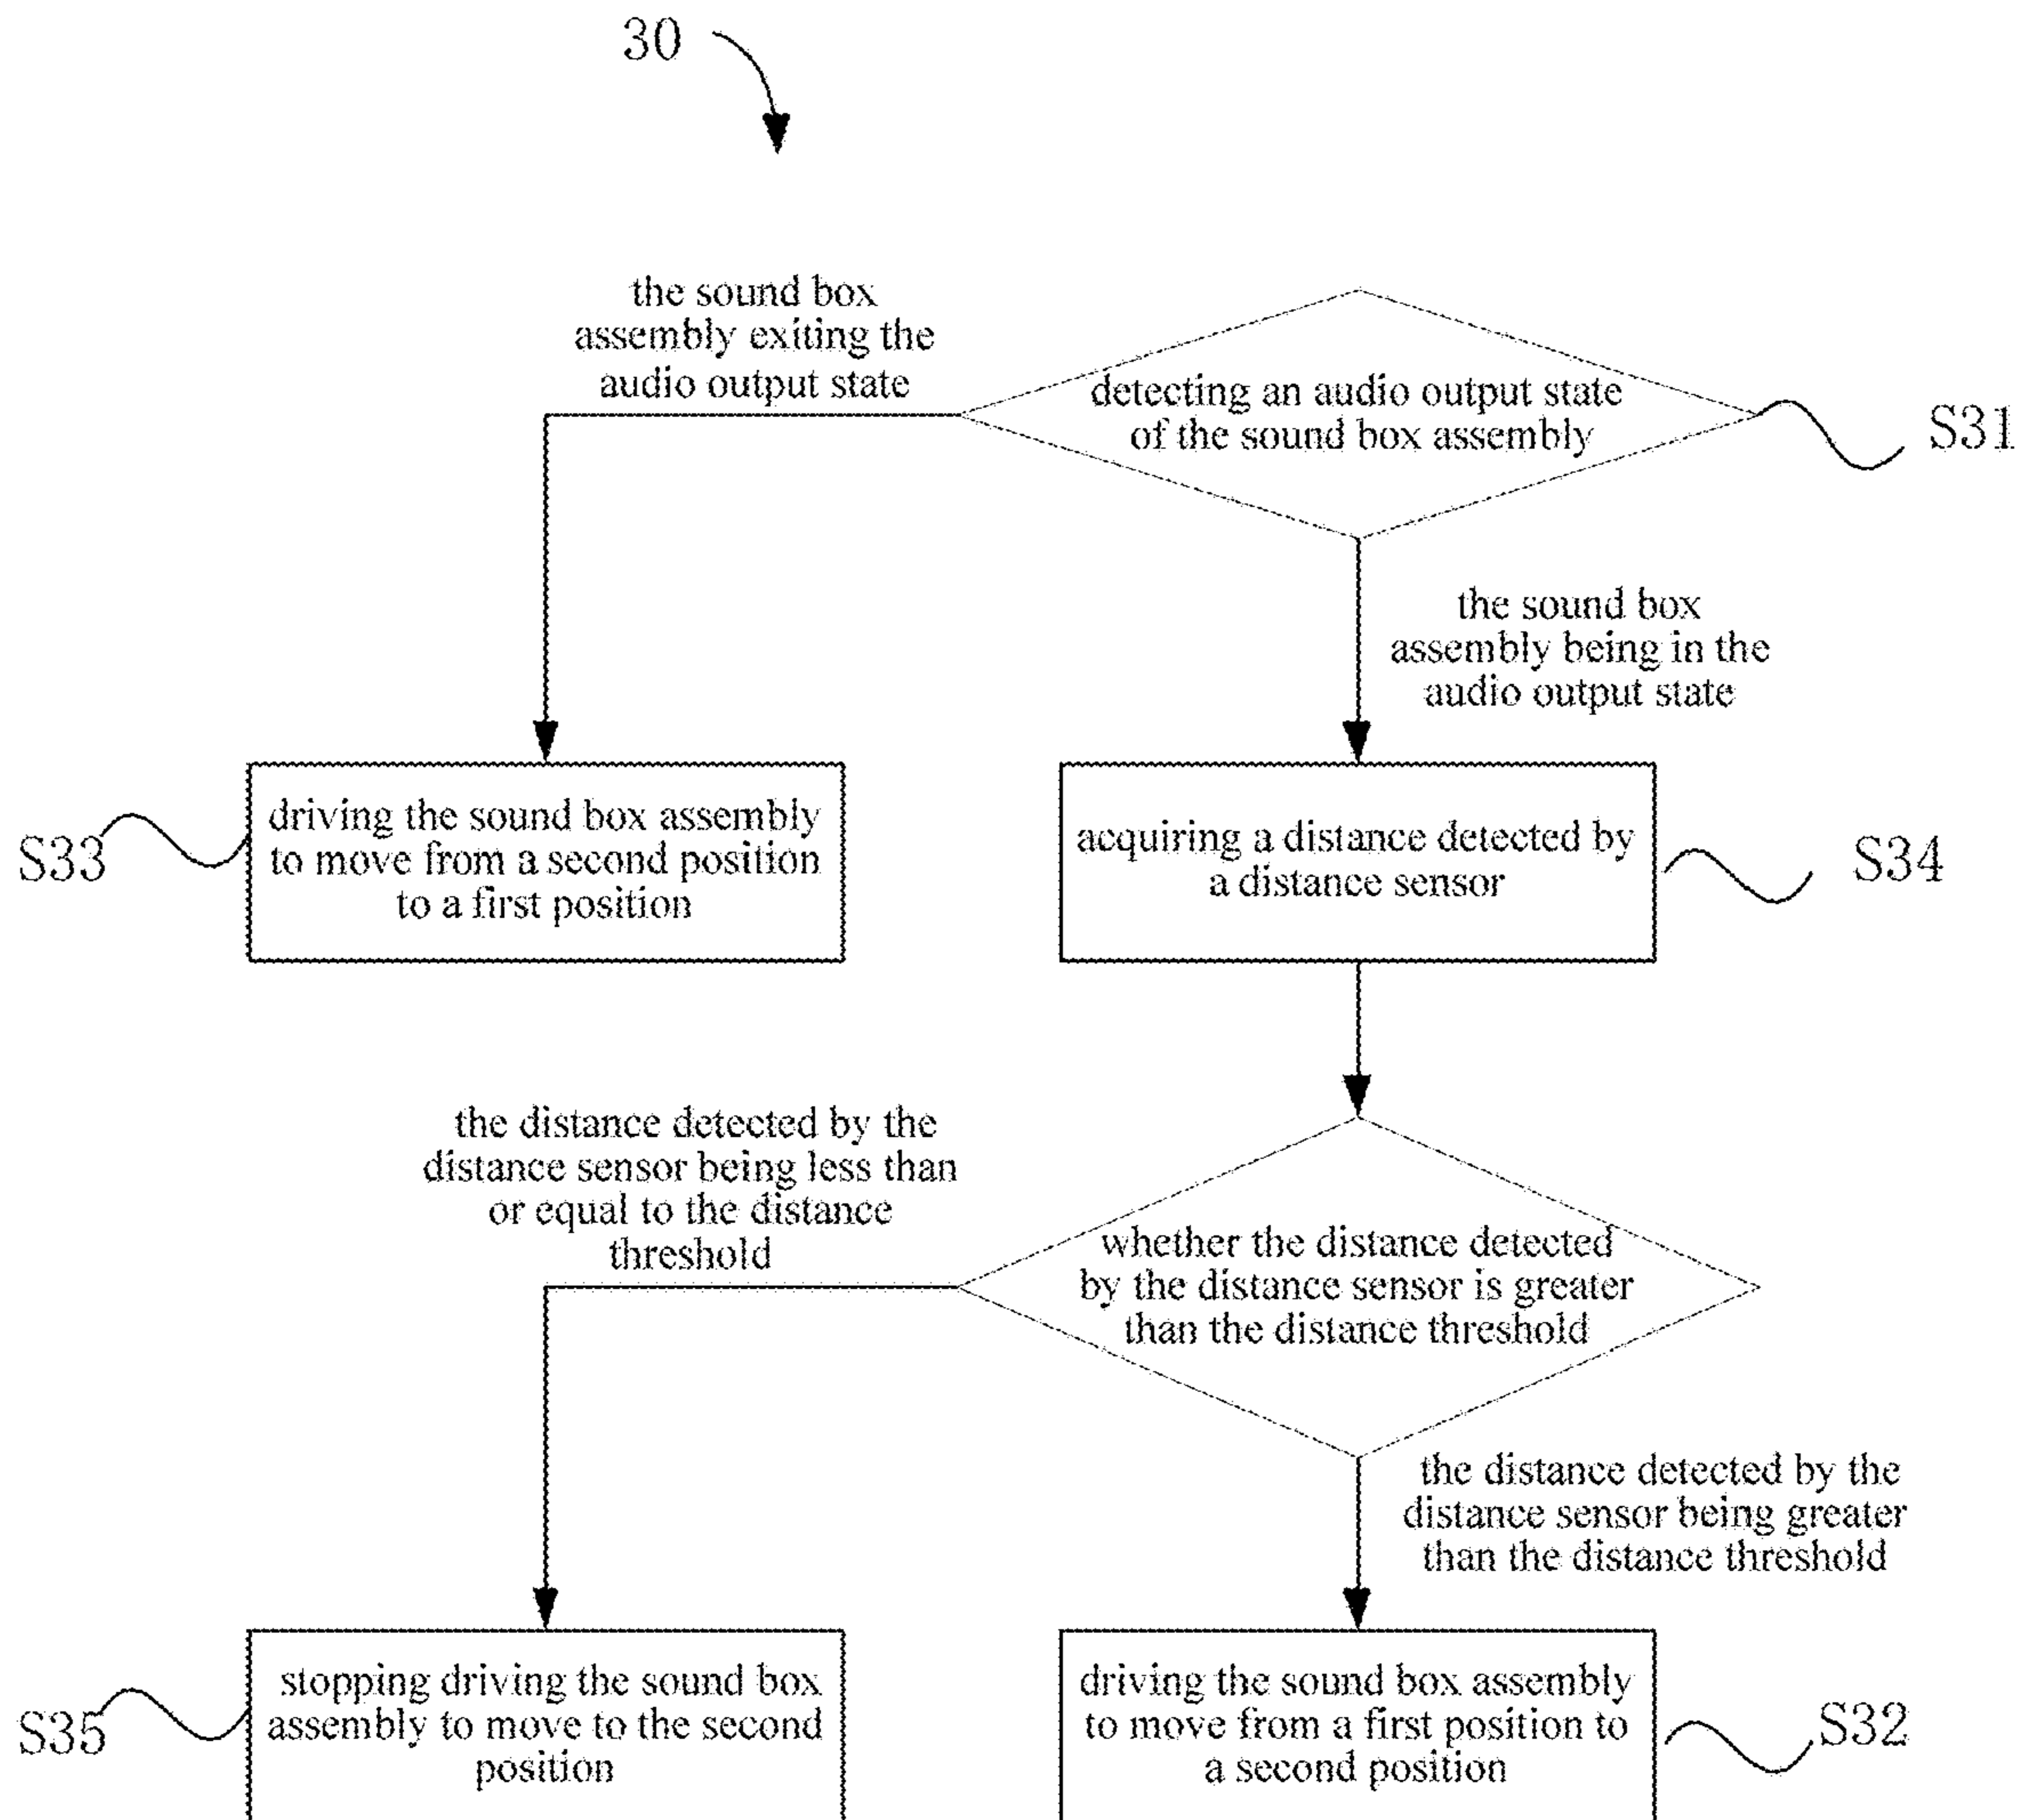 30
the sound box
assembly exiting the
audio output state
detecting an audio output state
of the sound box assembly
S31
the sound box
assembly being in the
audio output state
S33
driving the sound box assembly
to move from a second position
to a first position
acquiring a distance detected by
a distance sensor
S34
the distance detected by the
distance sensor being less than
or equal to the distance
threshold
whether the distance detected
by the distance sensor is greater
than the distance threshold
the distance detected by the
distance sensor being greater
than the distance threshold
S35
stopping driving the sound box
assembly to move to the second
position
driving the sound box assembly
to move from a first position to
a second position
S32